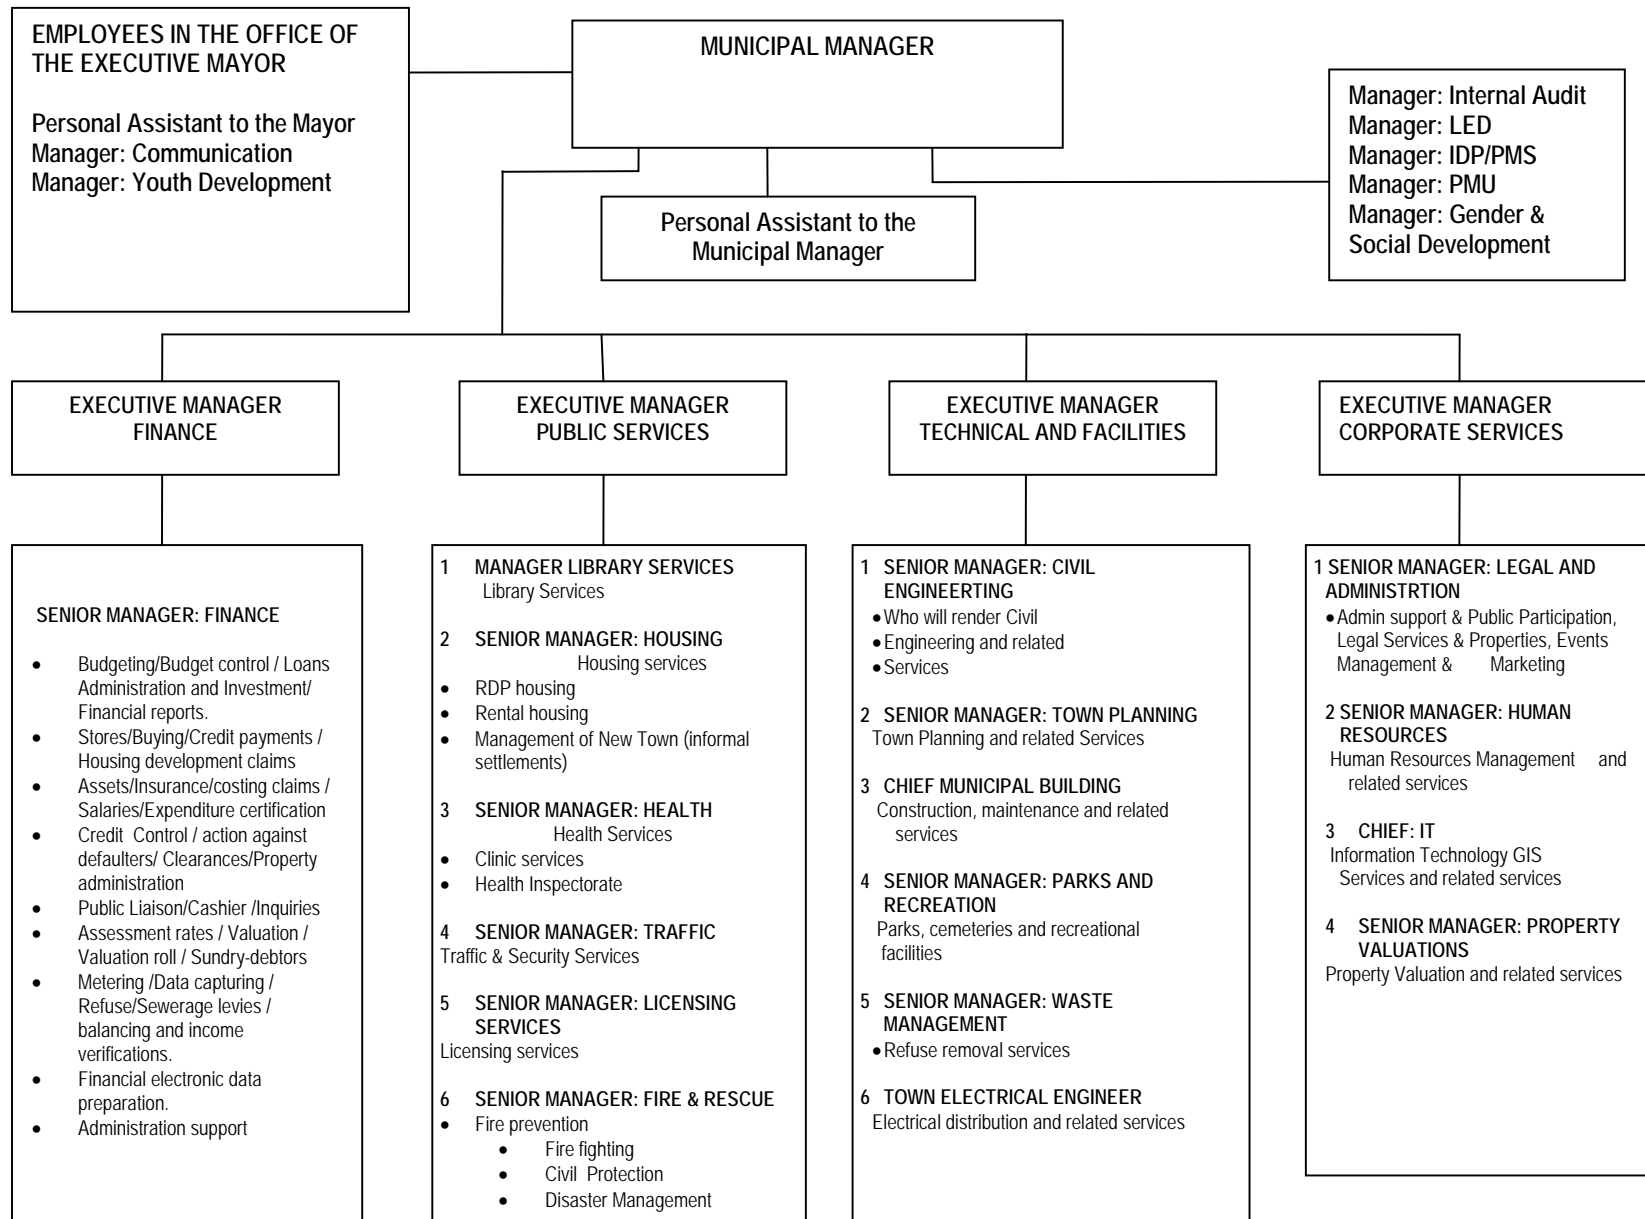 EMPLOYEES IN THE OFFICE OF
THE EXECUTIVE MAYOR
Personal Assistant to the Mayor
Manager: Communication
Manager: Youth Development
MUNICIPAL MANAGER
Manager: Internal Audit
Manager: LED
Manager: IDP/PMS
Manager: PMU
Manager: Gender &
Social Development
Personal Assistant to the
Municipal Manager
EXECUTIVE MANAGER
FINANCE
EXECUTIVE MANAGER
PUBLIC SERVICES
EXECUTIVE MANAGER
TECHNICAL AND FACILITIES
EXECUTIVE MANAGER
CORPORATE SERVICES
SENIOR MANAGER: FINANCE
• Budgeting/Budget control / Loans
Administration and Investment/
Financial reports.
• Stores/Buying/Credit payments /
Housing development claims
• Assets/Insurance/costing claims /
Salaries/Expenditure certification
• Credit Control / action against
defaulters/ Clearances/Property
administration
• Public Liaison/Cashier /Inquiries
• Assessment rates / Valuation /
Valuation roll / Sundry-debtors
• Metering /Data capturing /
Refuse/Sewerage levies /
balancing and income
verifications.
• Financial electronic data
preparation.
• Administration support
1 MANAGER LIBRARY SERVICES
Library Services
2 SENIOR MANAGER: HOUSING
Housing services
• RDP housing
• Rental housing
• Management of New Town (informal
settlements)
3 SENIOR MANAGER: HEALTH
Health Services
• Clinic services
• Health Inspectorate
4 SENIOR MANAGER: TRAFFIC
Traffic & Security Services
5 SENIOR MANAGER: LICENSING
SERVICES
Licensing services
6 SENIOR MANAGER: FIRE & RESCUE
• Fire prevention
• Fire fighting
• Civil Protection
• Disaster Management
1 SENIOR MANAGER: CIVIL
ENGINEERTING
• Who will render Civil
• Engineering and related
• Services
2 SENIOR MANAGER: TOWN PLANNING
Town Planning and related Services
3 CHIEF MUNICIPAL BUILDING
Construction, maintenance and related
services
4 SENIOR MANAGER: PARKS AND
RECREATION
Parks, cemeteries and recreational
facilities
5 SENIOR MANAGER: WASTE
MANAGEMENT
• Refuse removal services
6 TOWN ELECTRICAL ENGINEER
Electrical distribution and related services
1 SENIOR MANAGER: LEGAL AND
ADMINISTRTION
• Admin support & Public Participation,
Legal Services & Properties, Events
Management & Marketing
2 SENIOR MANAGER: HUMAN
RESOURCES
Human Resources Management and
related services
3 CHIEF: IT
Information Technology GIS
Services and related services
4 SENIOR MANAGER: PROPERTY
VALUATIONS
Property Valuation and related services